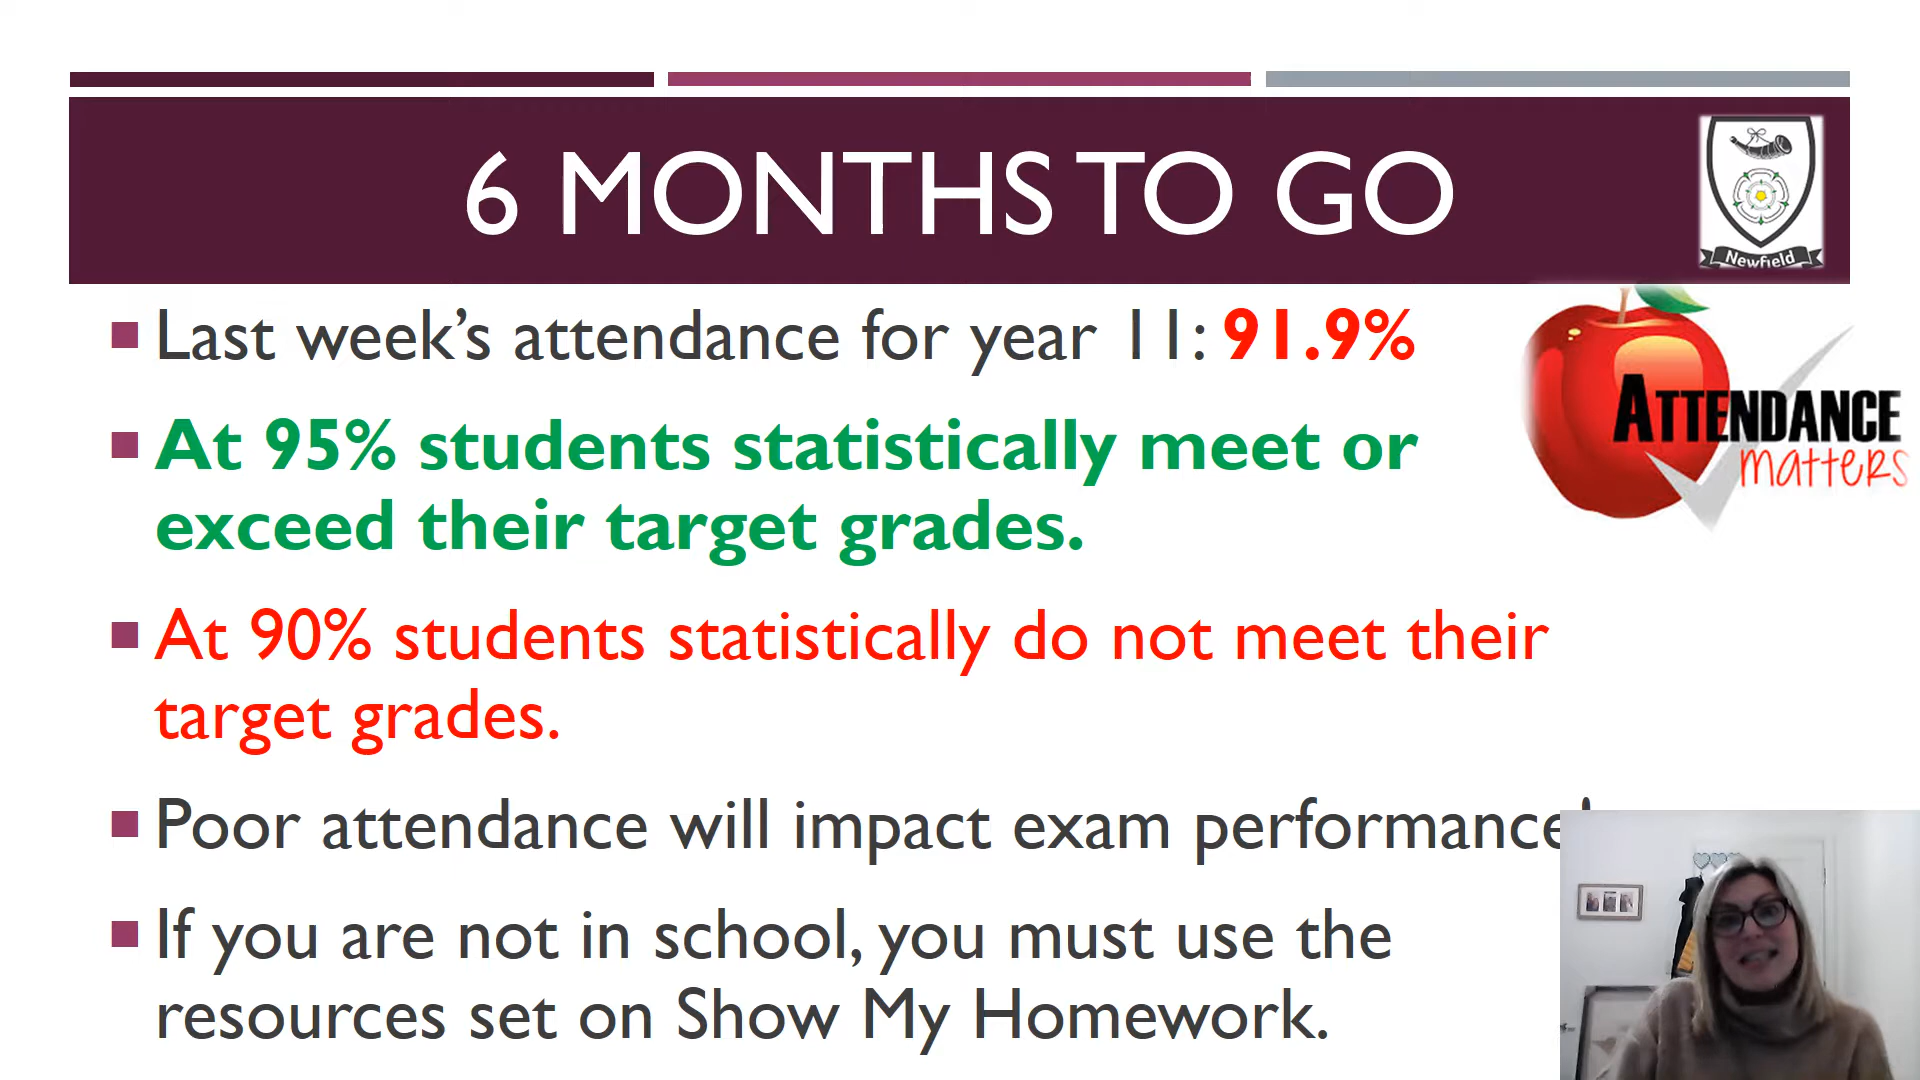 6 MONTHS TO GO
Newfield
Last week's attendance for year 11: 91.9%
ATTENDANCE
matters
At 95% students statistically meet or
exceed their target grades.
At 90% students statistically do not meet their
target grades.
Poor attendance will impact exam performance!
If you are not in school, you must use the
resources set on Show My Homework.